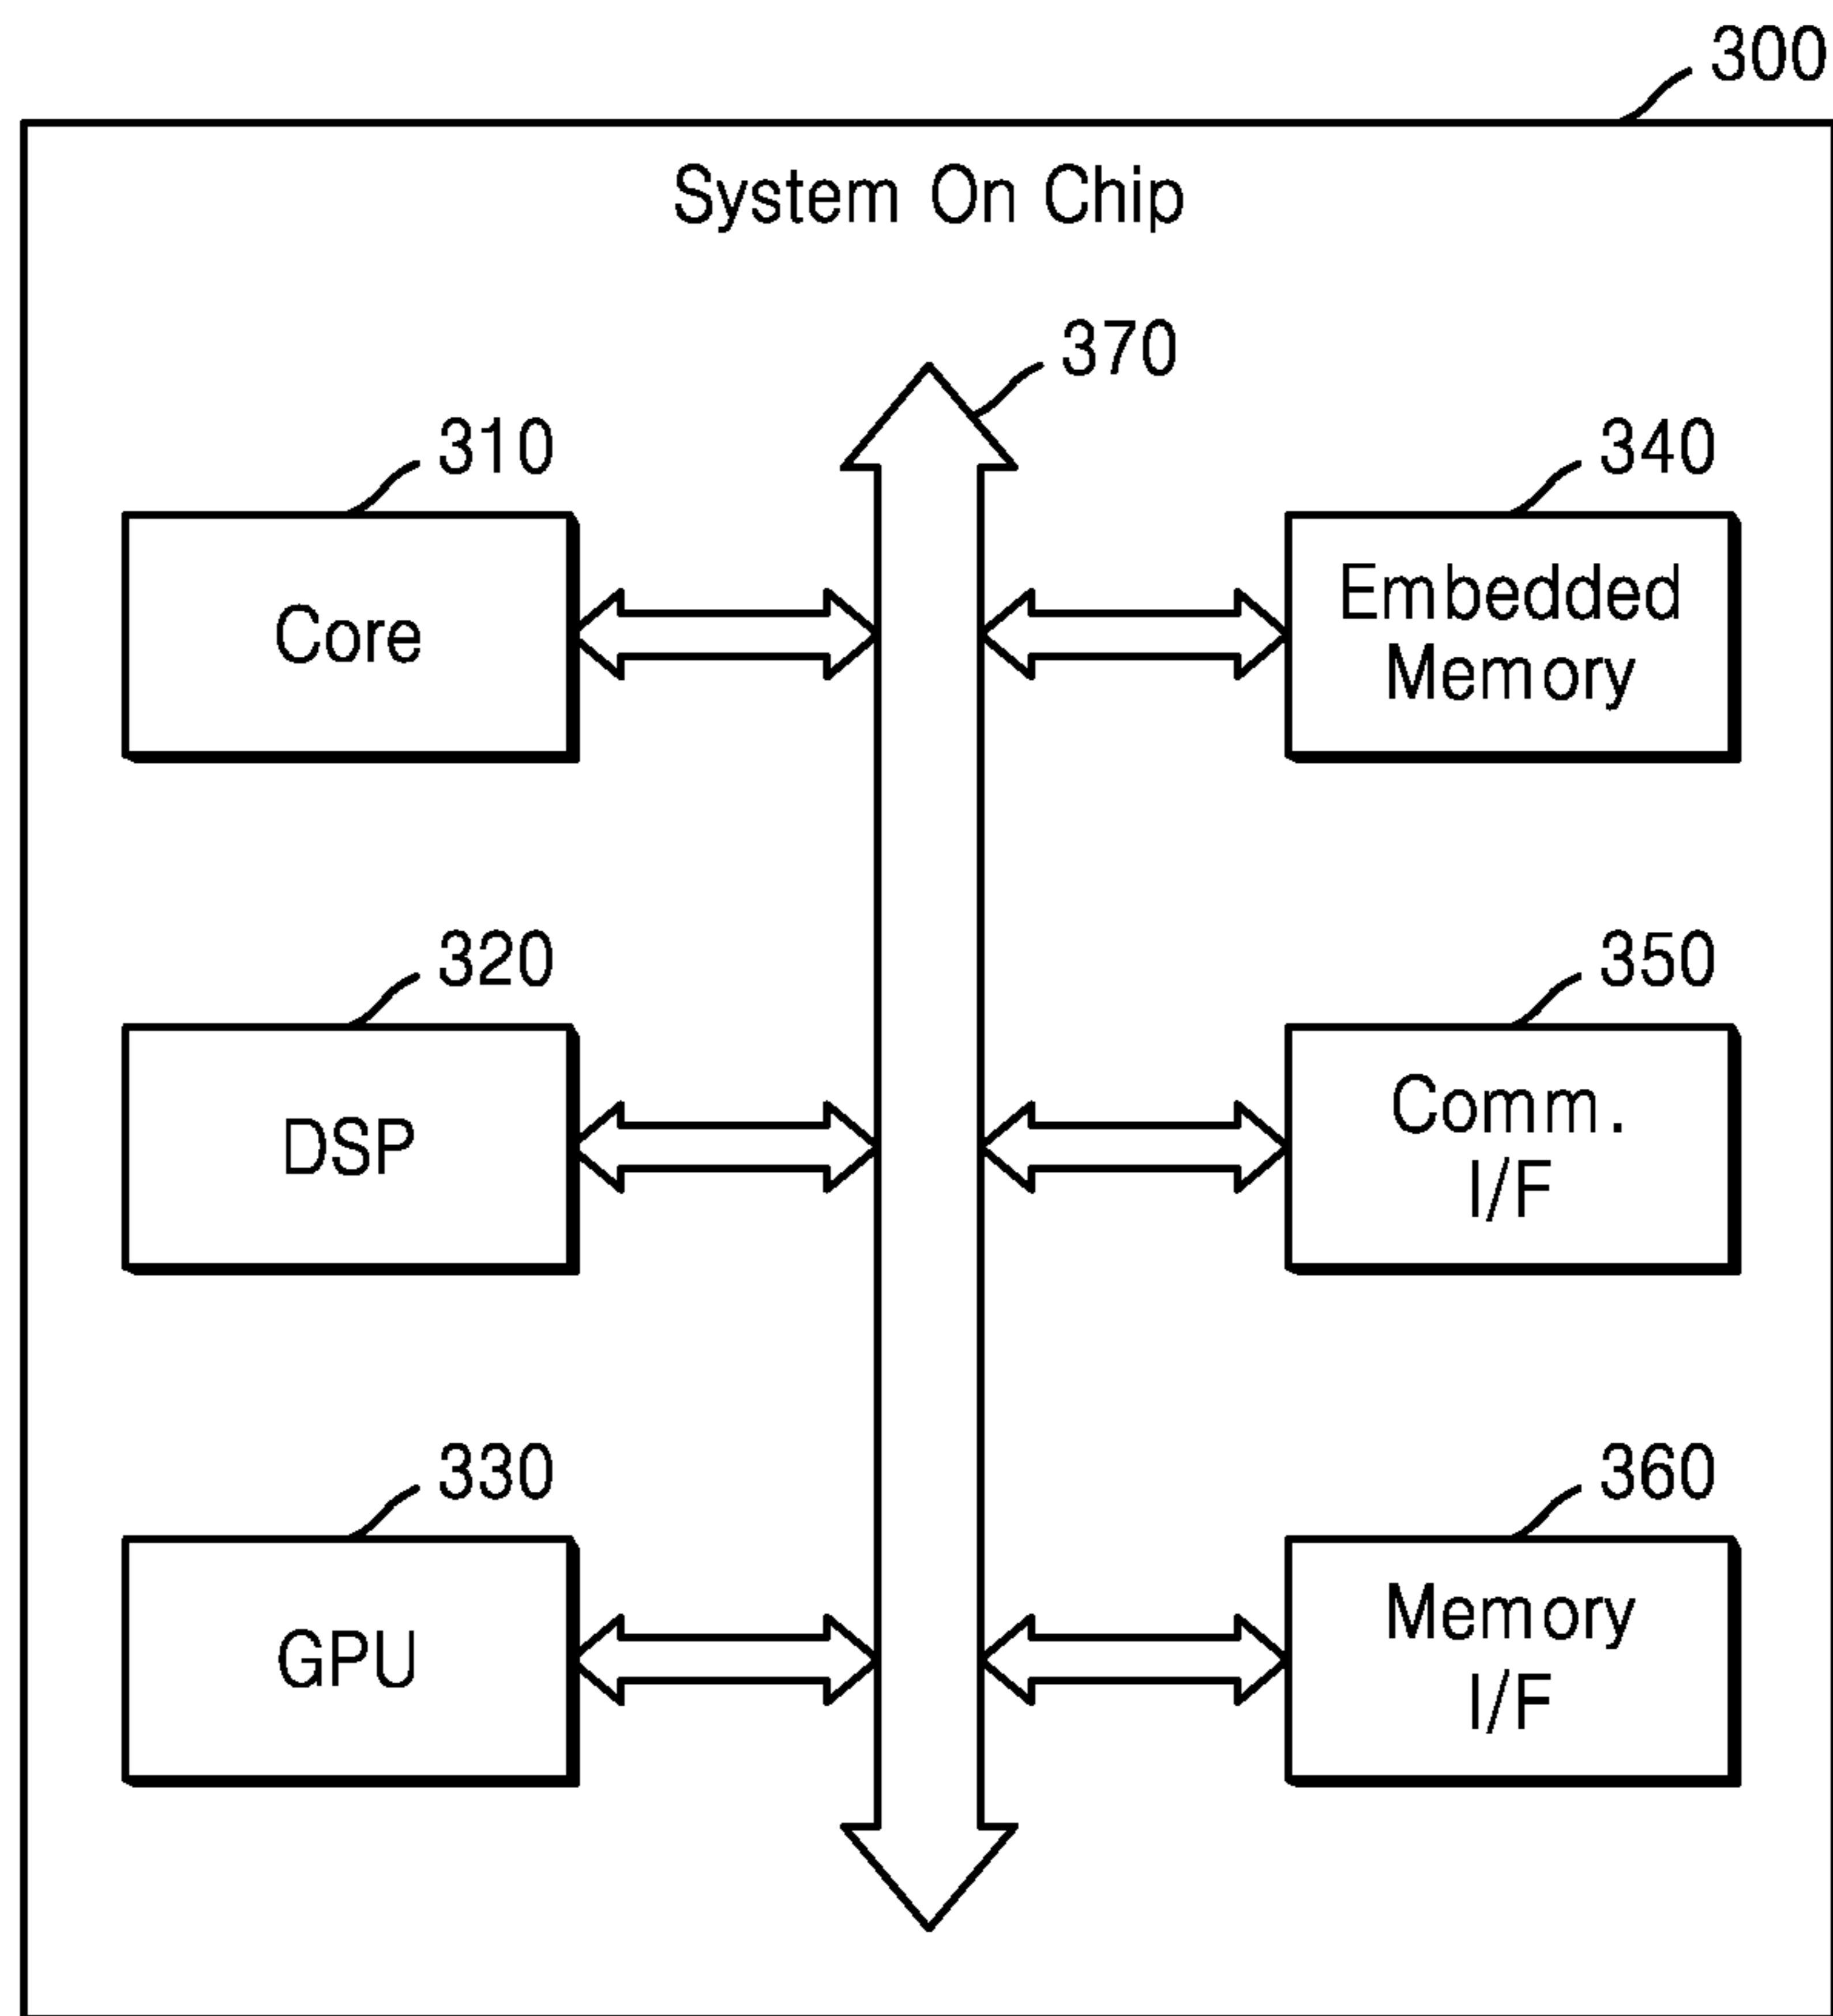 300
System On Chip
370
310
340
Core
Embedded
Memory
320
350
DSP
Comm.
I/F
330
360
GPU
Memory
I/F